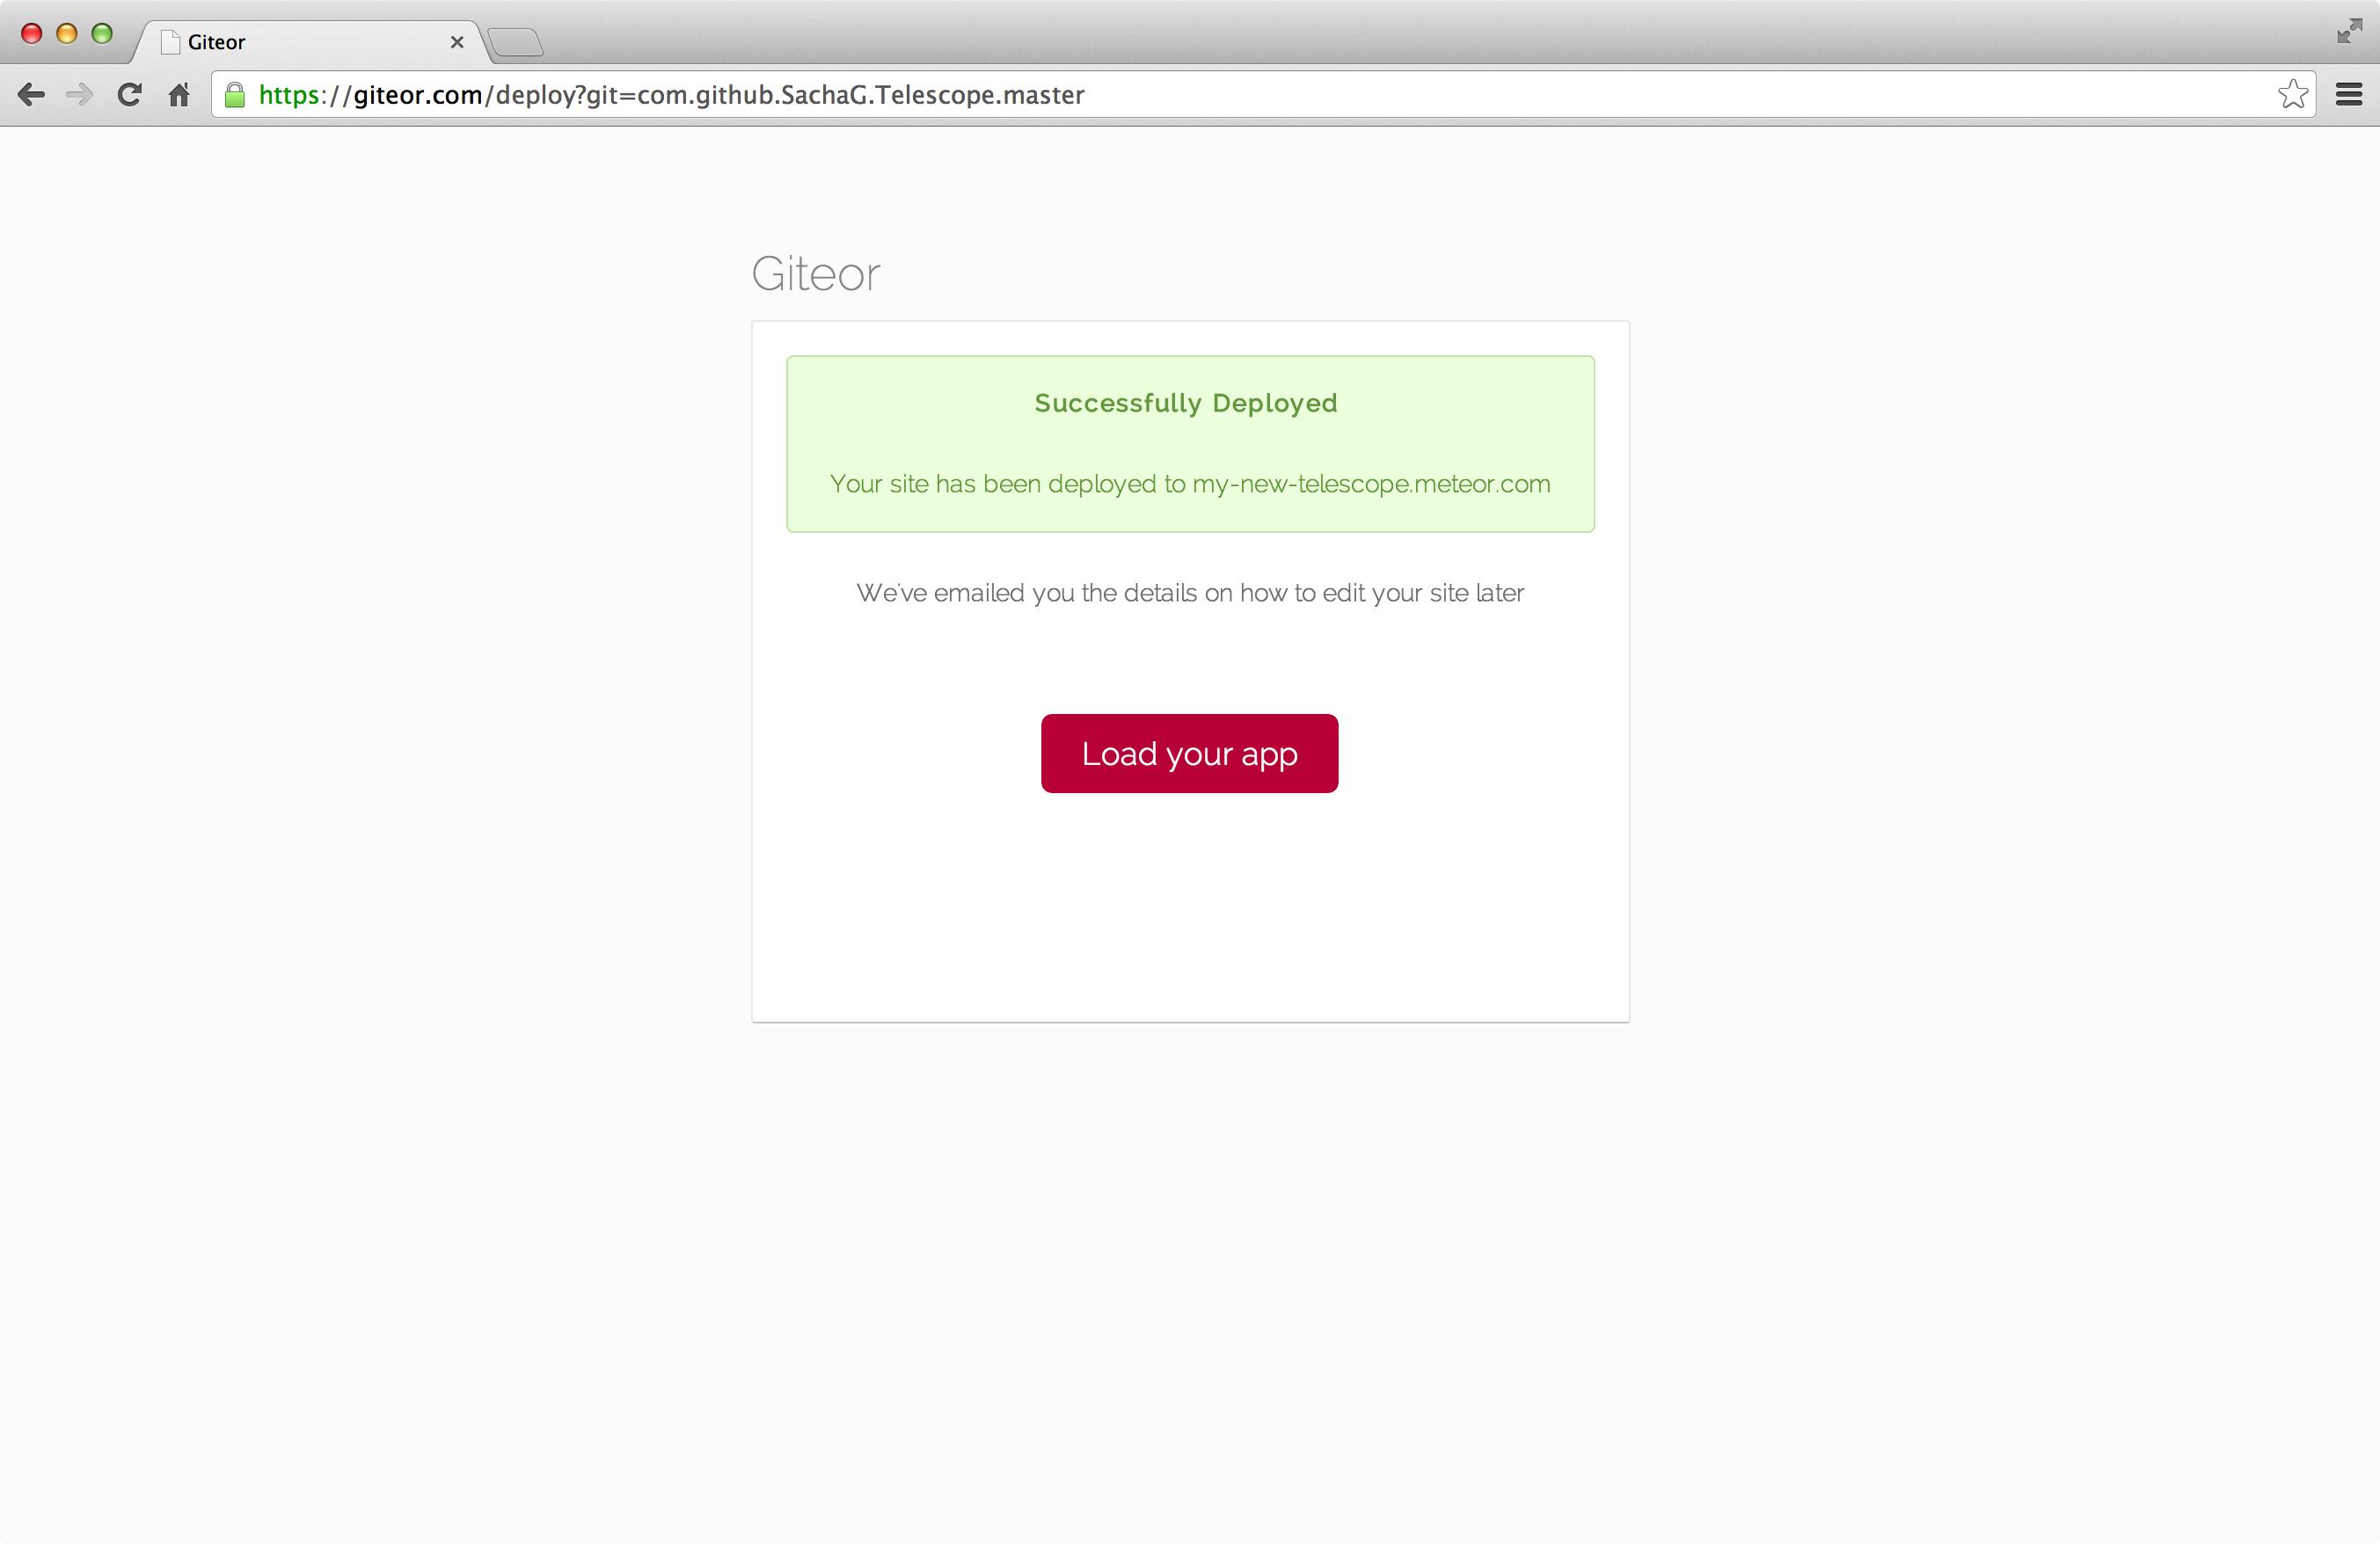 Giteor
https://giteor.com/deploy?git=com.github.SachaG.Telescope.master
Giteor
Successfully Deployed
Your site has been deployed to my-new-telescope.meteor.com
We've emailed you the details on how to edit your site later
Load your app